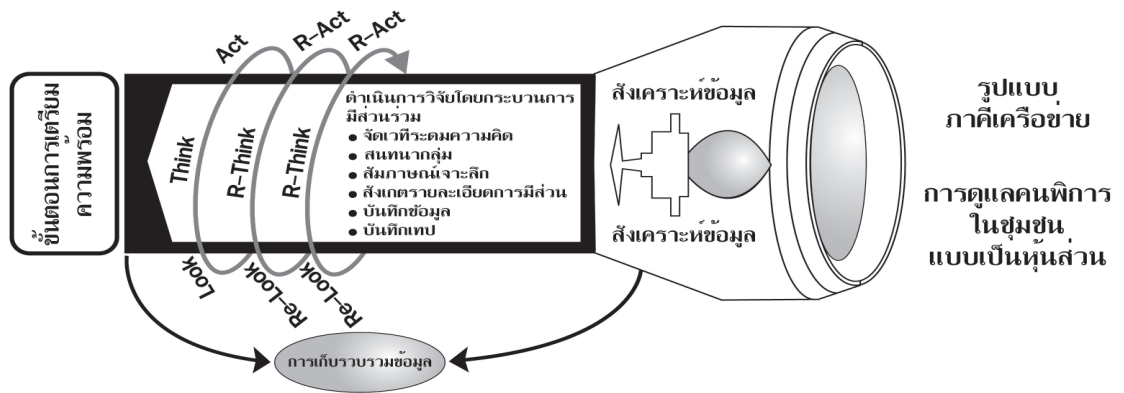 ขั้นตอนการเตรียม
ความพร้อม
Act
R-Act
R-Act
Think
R-Think
R-Think
Look
Re-Look
Re-Look
ดำเนินการวิจัยโดยกระบวนการ
มีส่วนร่วม
● จัดเวทีระดมความคิด
● สนทนากลุ่ม
● สัมภาษณ์เจาะลึก
● สังเกตรายละเอียดการมีส่วน
● บันทึกข้อมูล
● บันทึกเทป
สังเคราะห์ข้อมูล
สังเคราะห์ข้อมูล
รูปแบบ
ภาคีเครือข่าย
การดูแลคนพิการ
ในชุมชน
แบบเป็นหุ้นส่วน
การเก็บรวบรวมข้อมูล